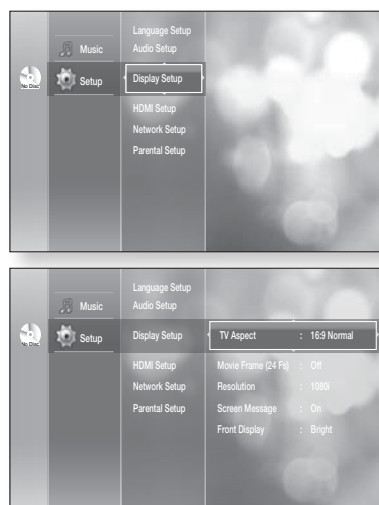 Language Setup
Music Audio Setup
No Disc Setup Display Setup
HDMI Setup
Network Setup
Parental Setup
Language Setup
Music Audio Setup
No Disc Setup Display Setup TV Aspect : 16:9 Normal
HDMI Setup Movie Frame (24 Fs) : Off
Network Setup Resolution : 1080i
Parental Setup Screen Message : On
Front Display : Bright